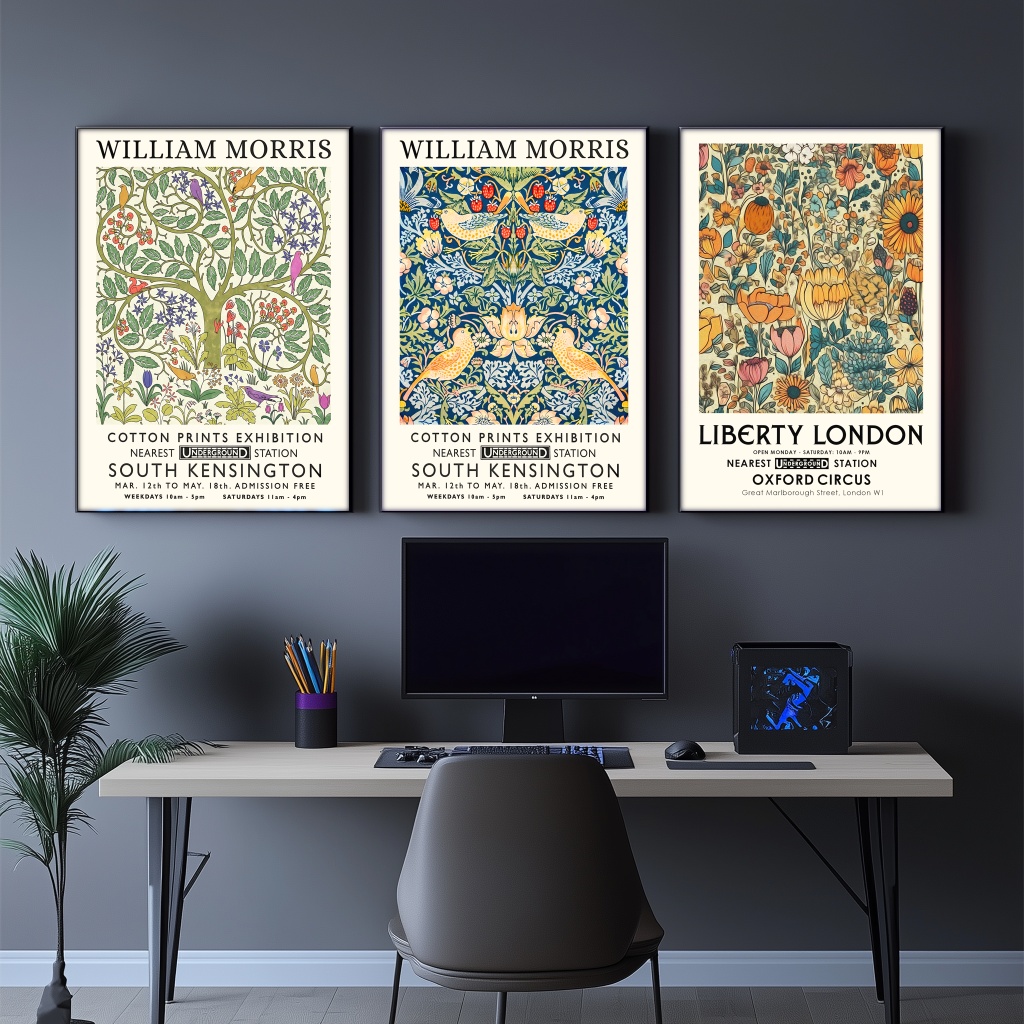 WILLIAM MORRIS
COTTON PRINTS EXHIBITION
NEAREST UNDERGROUND STATION
SOUTH KENSINGTON
MAR. 12th TO MAY. 18th. ADMISSION FREE
WEEKDAYS 10am - 5pm SATURDAYS 11am - 4pm
WILLIAM MORRIS
COTTON PRINTS EXHIBITION
NEAREST UNDERGROUND STATION
SOUTH KENSINGTON
MAR. 12th TO MAY. 18th. ADMISSION FREE
WEEKDAYS 10am - 5pm SATURDAYS 11am - 4pm
LIBERTY LONDON
OPEN MONDAY - SATURDAY: 10AM - 9PM
NEAREST UNDERGROUND STATION
OXFORD CIRCUS
Great Marlborough Street, London W1